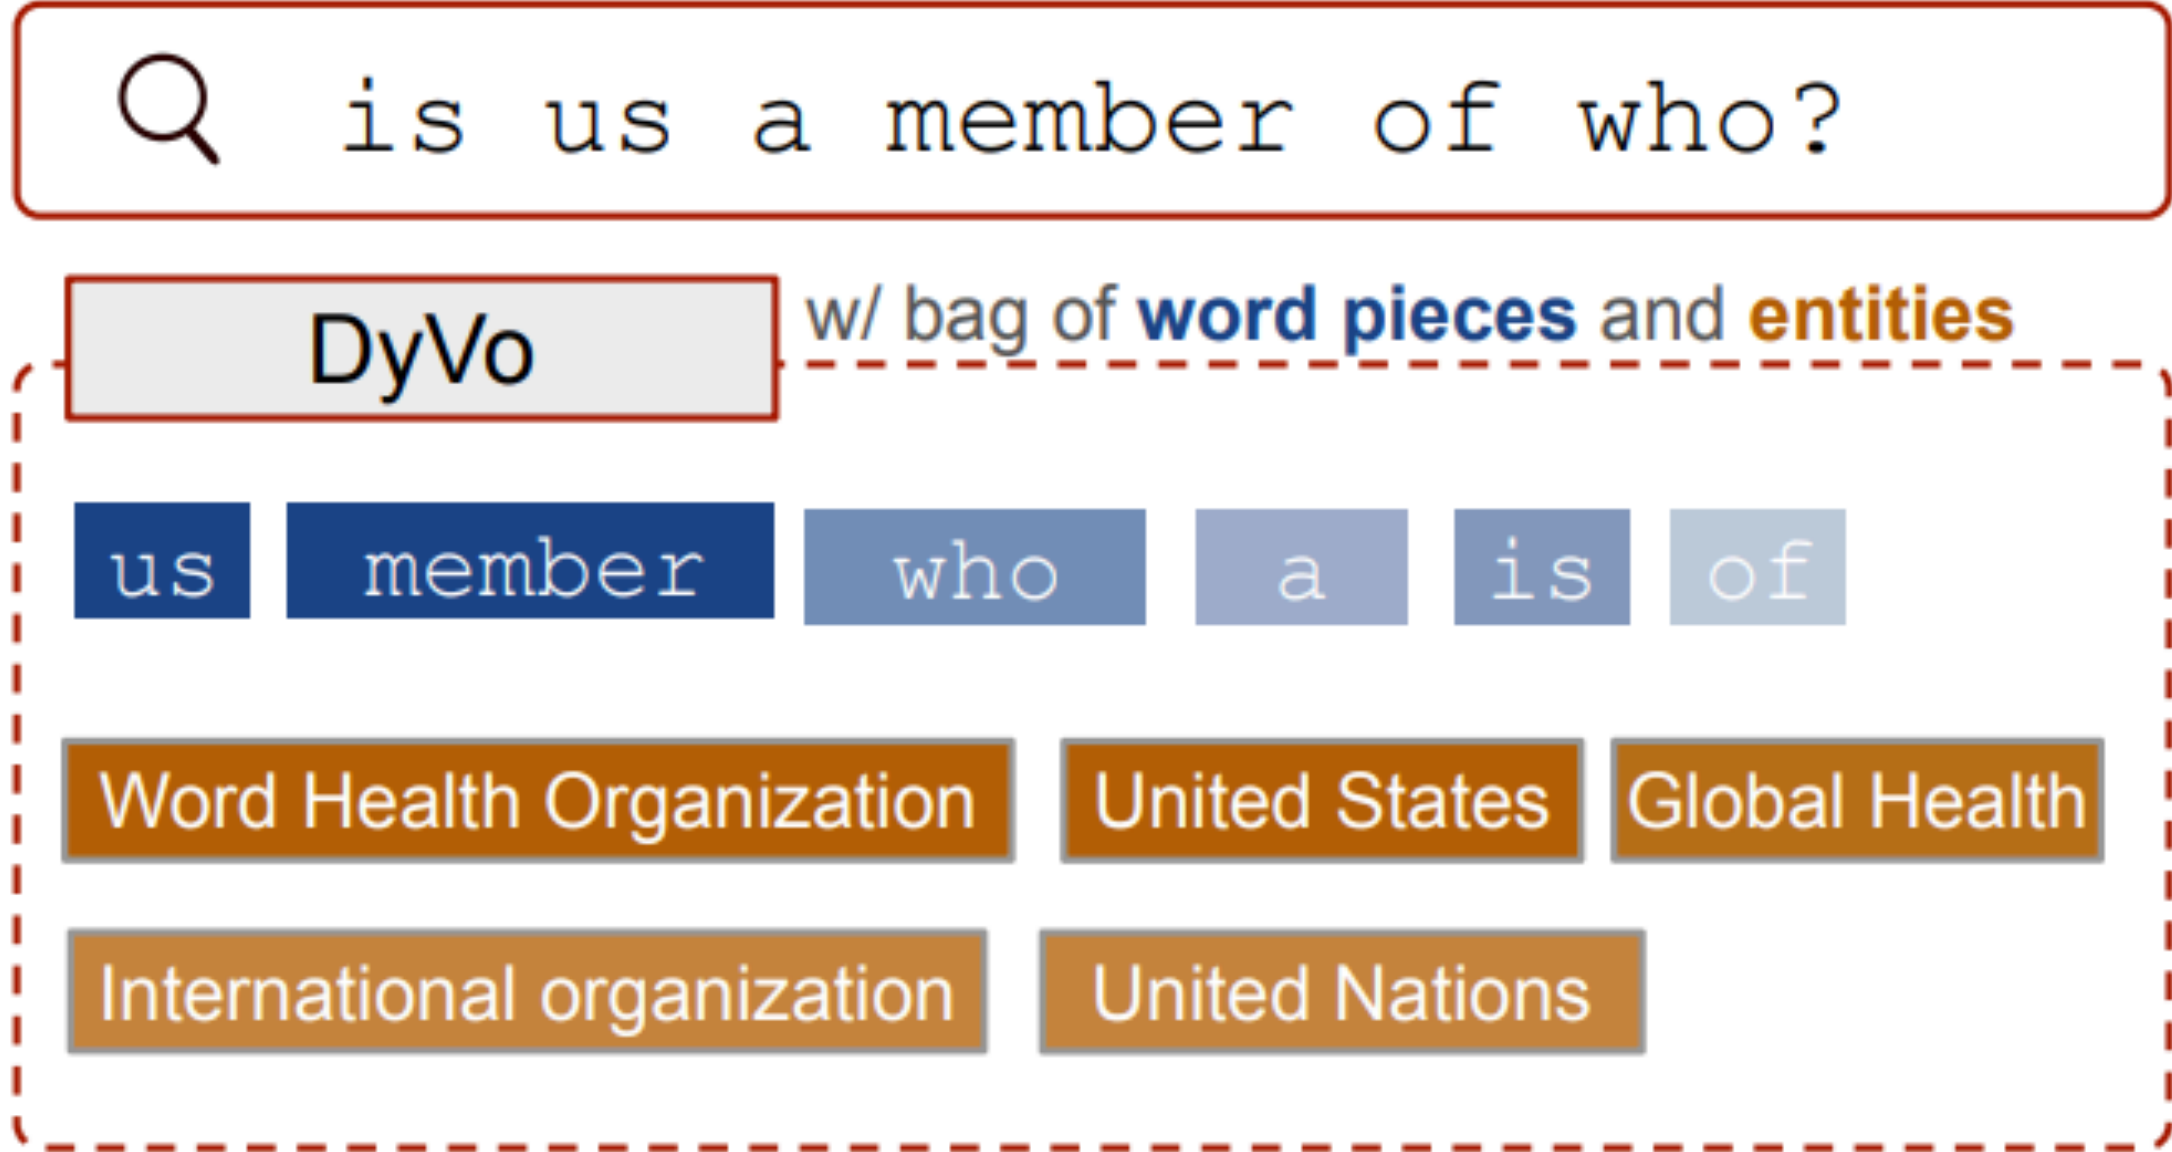 is us a member of who?
DyVo w/ bag of word pieces and entities
us member who a is of
Word Health Organization United States Global Health
International organization United Nations